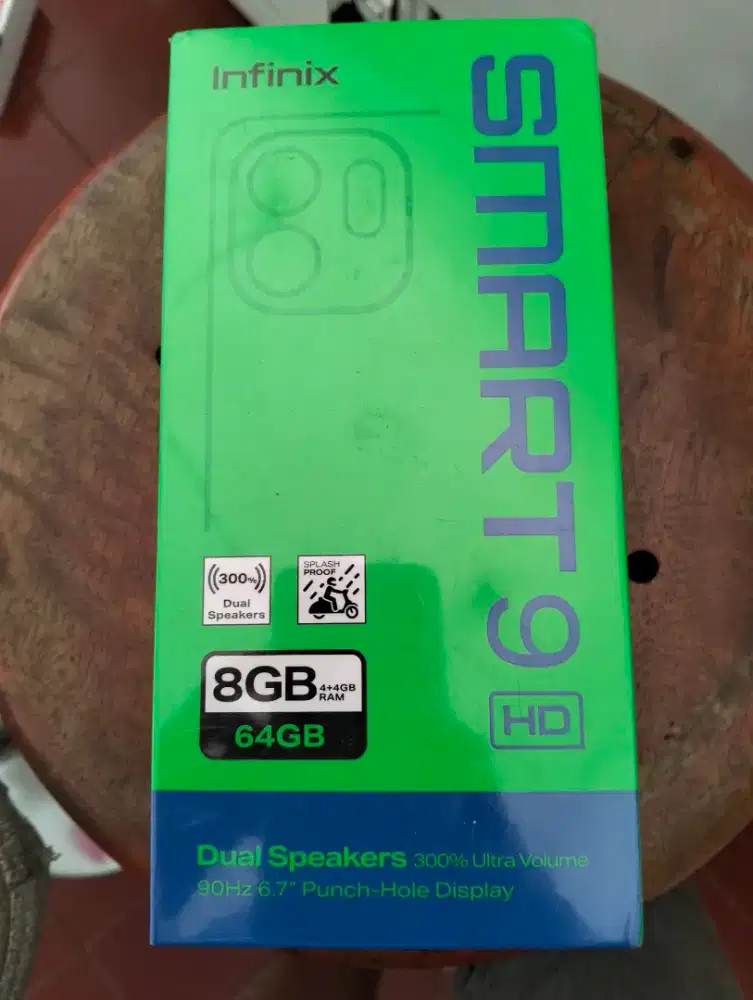 Infinix
SMART 9 HD
300%
Dual
Speakers
SPLASH
PROOF
8GB 4+4GB
RAM
64GB
Dual Speakers 300% Ultra Volume
90Hz 6.7" Punch-Hole Display